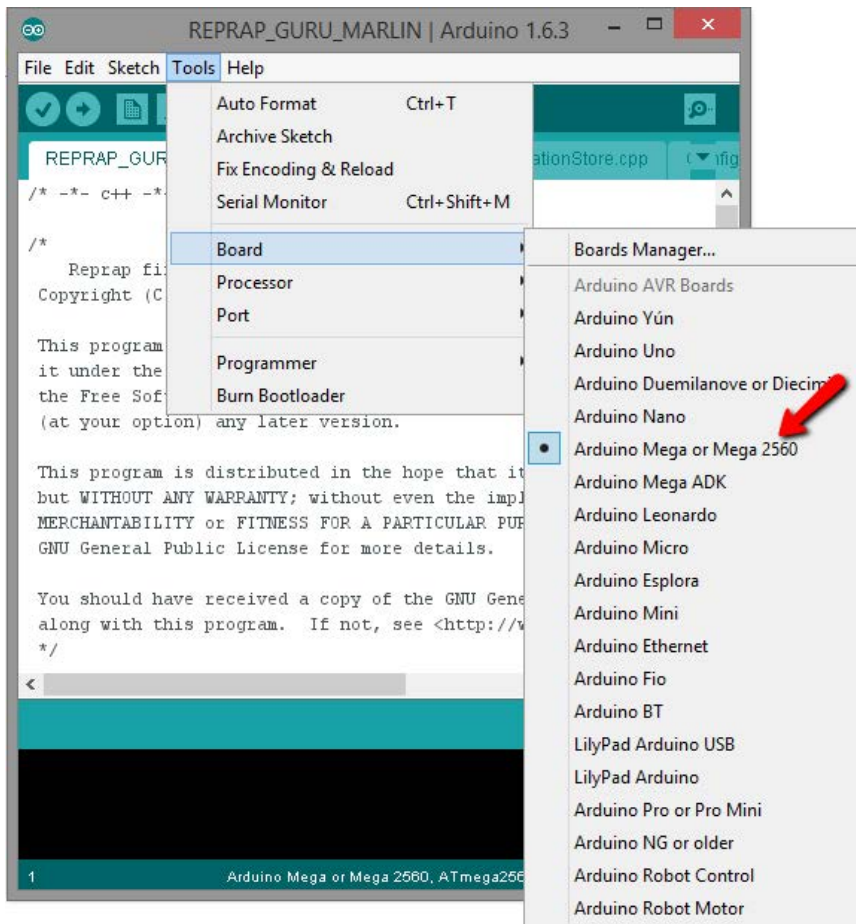 REPRAP_GURU_MARLIN | Arduino 1.6.3
File Edit Sketch Tools Help
Auto Format Ctrl+T
Archive Sketch
Fix Encoding & Reload
Serial Monitor Ctrl+Shift+M
Board
Processor
Port
Programmer
Burn Bootloader
Boards Manager...
Arduino AVR Boards
Arduino Yún
Arduino Uno
Arduino Duemilanove or
Arduino Nano
Arduino Mega or Mega 2560
Arduino Mega ADK
Arduino Leonardo
Arduino Micro
Arduino Esplora
Arduino Mini
Arduino Ethernet
Arduino Fio
Arduino BT
LilyPad Arduino USB
LilyPad Arduino
Arduino Pro or Pro Mini
Arduino NG or older
Arduino Robot Control
Arduino Robot Motor
REPRAP_GUR
ationStore.cpp
/* -*- c++ -*-
/*
Reprap
Copyright (C
This program
it under the
the Free Sof
(at your option) any later version.
This program is distributed in the hope that it
but WITHOUT ANY WARRANTY; without even the impl
MERCHANTABILITY or FITNESS FOR A PARTICULAR PUR
GNU General Public License for more details.
You should have received a copy of the GNU Gene
along with this program. If not, see <http://
*/
1
Arduino Mega or Mega 2560, ATmega256